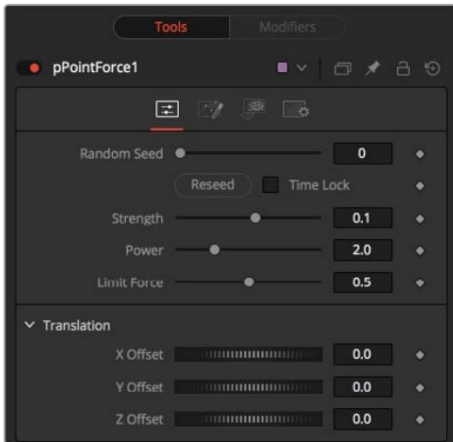 Tools Modifiers
pPointForce1
Random Seed 0
Reseed Time Lock
Strength 0.1
Power 2.0
Limit Force 0.5
Translation
X Offset 0.0
Y Offset 0.0
Z Offset 0.0